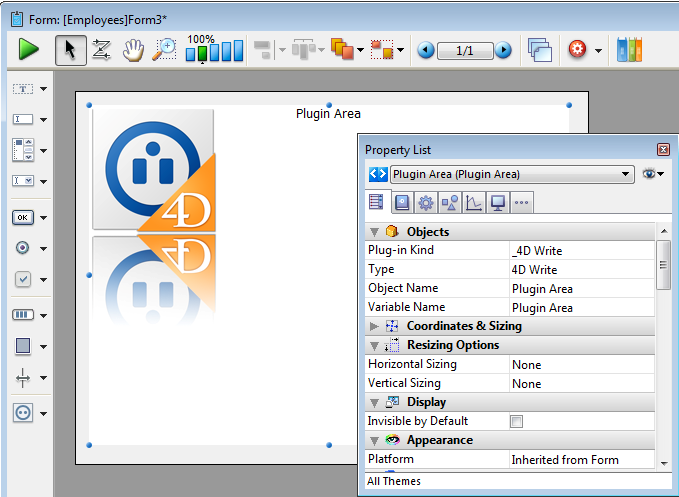 Form: [Employees]Form3*
100%
1/1
Plugin Area
4D
4D
OK
Property List
Plugin Area (Plugin Area)
Objects
Plug-in Kind _4D Write
Type 4D Write
Object Name Plugin Area
Variable Name Plugin Area
Coordinates & Sizing
Resizing Options
Horizontal Sizing None
Vertical Sizing None
Display
Invisible by Default
Appearance
Platform Inherited from Form
All Themes